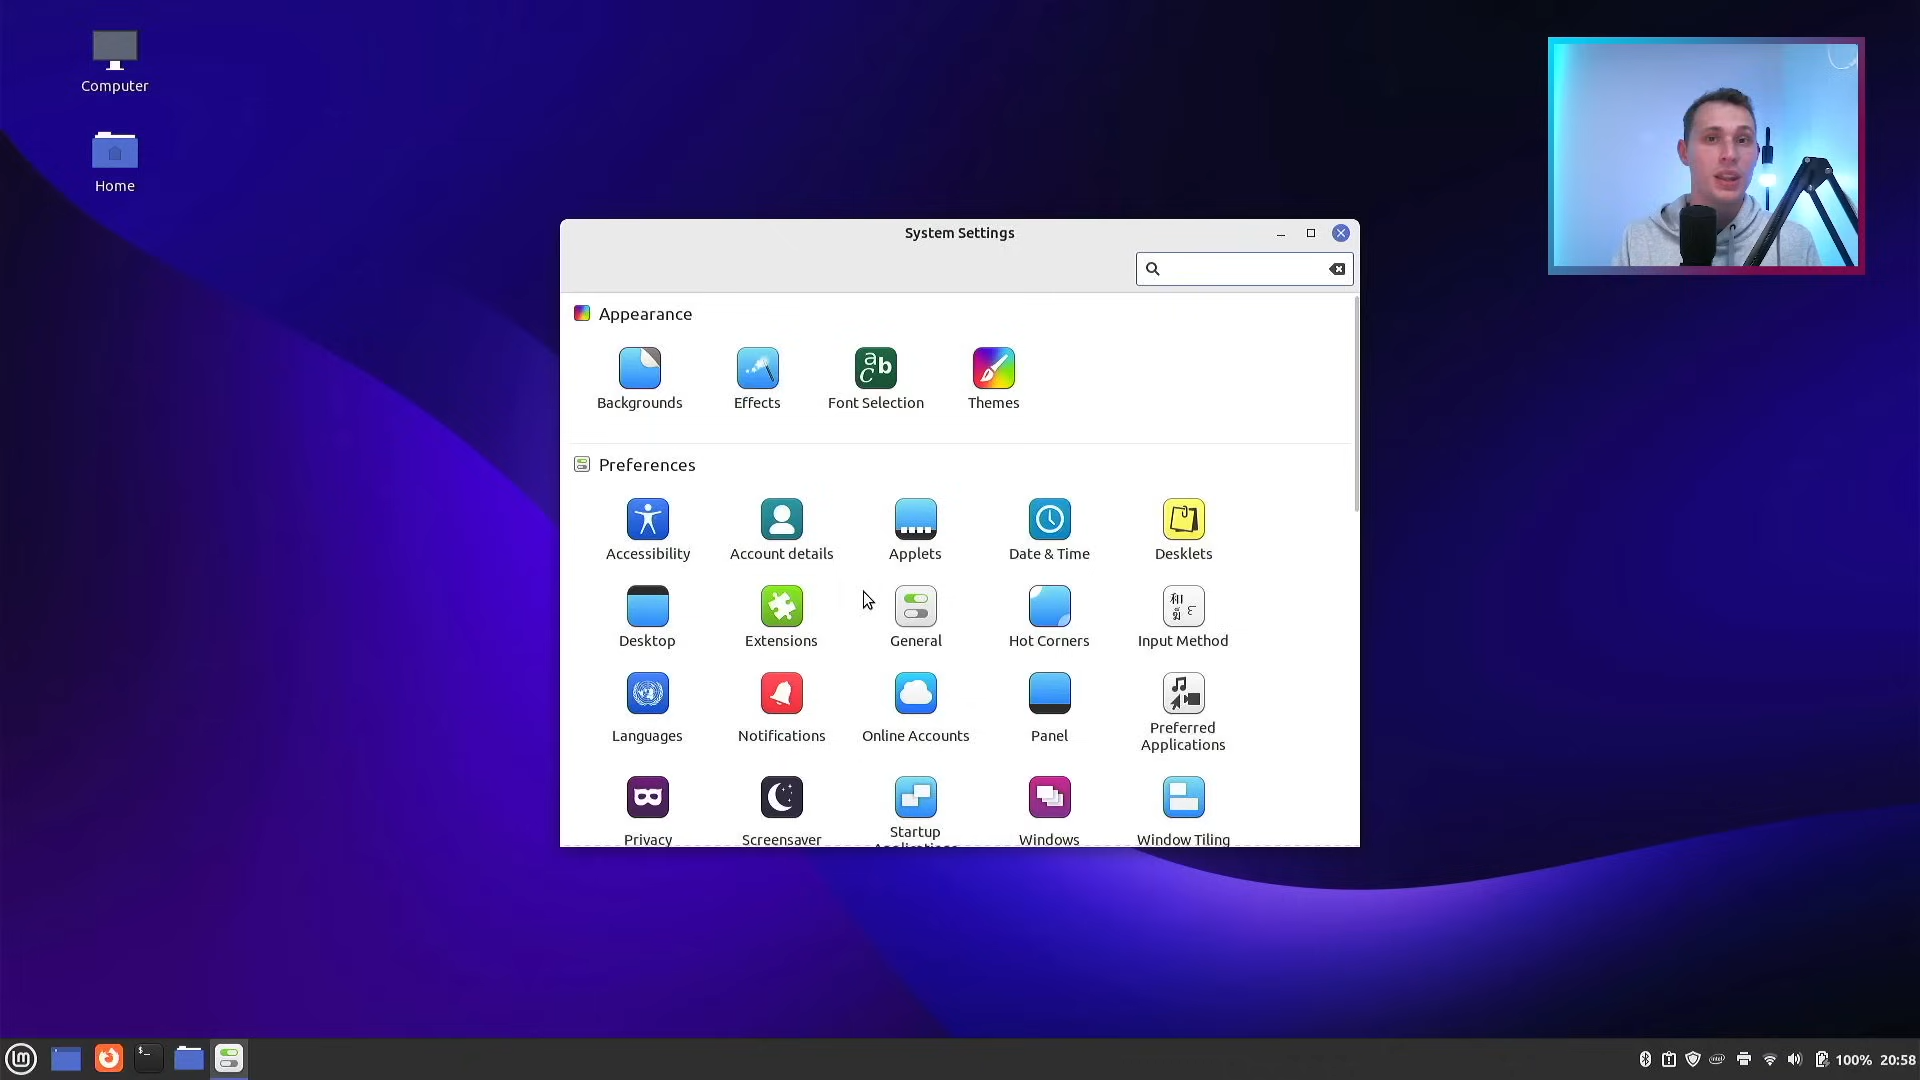 Computer
Home
System Settings
Appearance
Backgrounds
Effects
Font Selection
Themes
Preferences
Accessibility
Account details
Applets
Date & Time
Desklets
Desktop
Extensions
General
Hot Corners
Input Method
Languages
Notifications
Online Accounts
Panel
Preferred
Applications
Privacy
Screensaver
Startup
Applications
Windows
Window Tiling
100% 20:58